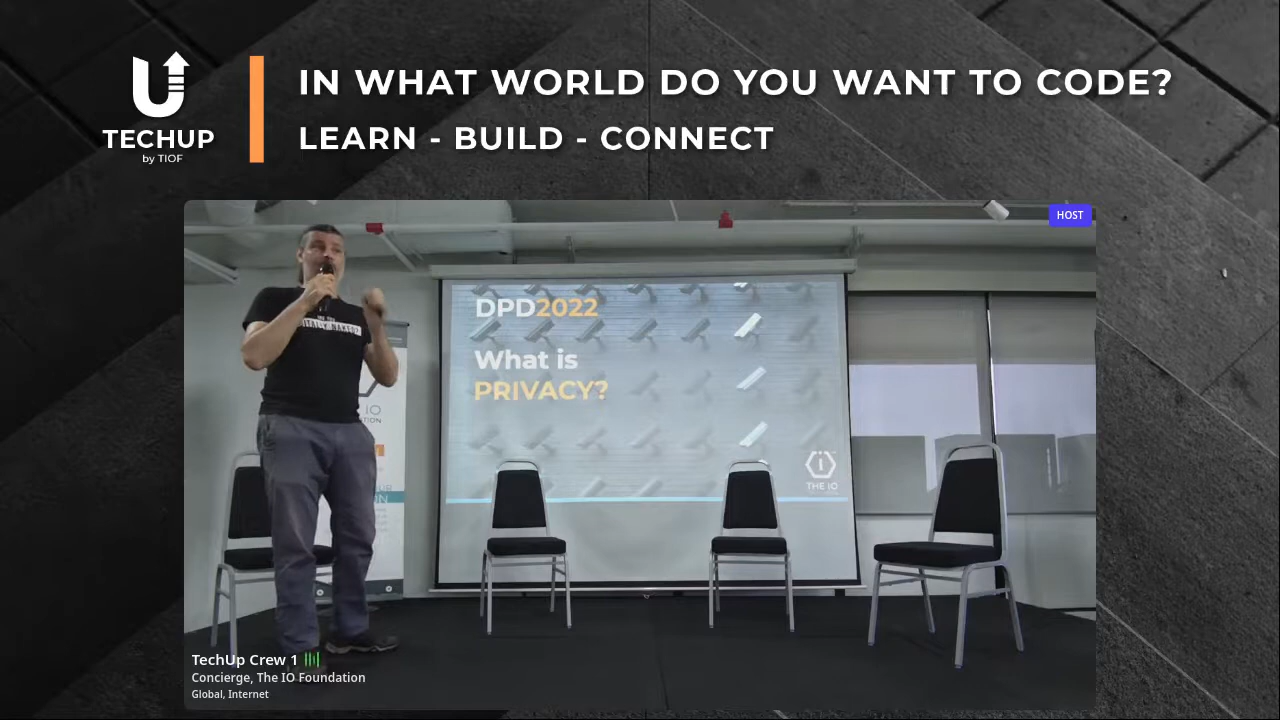 IN WHAT WORLD DO YOU WANT TO CODE?
LEARN - BUILD - CONNECT
TECHUP
by TIOF
HOST
DPD2022
What is
PRIVACY?
THE IO
IO
TechUp Crew 1
Concierge, The IO Foundation
Global, Internet